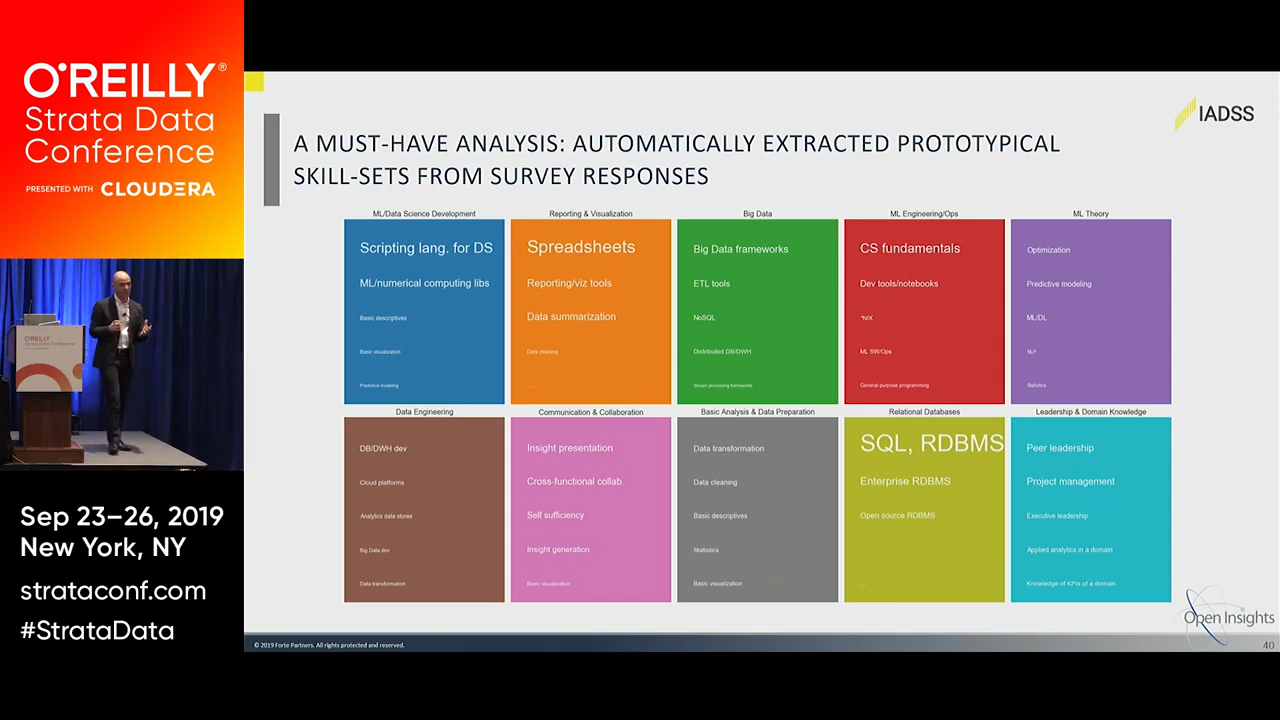 O'REILLY®
Strata Data
Conference
PRESENTED WITH CLOUDERA
O'REILLY
Strata Data Conference
Sep 23–26, 2019
New York, NY
strataconf.com
#StrataData
IADSS
A MUST-HAVE ANALYSIS: AUTOMATICALLY EXTRACTED PROTOTYPICAL
SKILL-SETS FROM SURVEY RESPONSES
ML/Data Science Development
Scripting lang. for DS
ML/numerical computing libs
Basic descriptives
Basic visualization
Predictive modeling
Reporting & Visualization
Spreadsheets
Reporting/viz tools
Data summarization
Data cleaning
Big Data
Big Data frameworks
ETL tools
NoSQL
Distributed DB/DWH
Stream processing frameworks
ML Engineering/Ops
CS fundamentals
Dev tools/notebooks
*NIX
ML SW/Ops
General purpose programming
ML Theory
Optimization
Predictive modeling
ML/DL
NLP
Statistics
Data Engineering
DB/DWH dev
Cloud platforms
Analytics data stores
Big Data dev
Data transformation
Communication & Collaboration
Insight presentation
Cross-functional collab.
Self sufficiency
Insight generation
Basic visualization
Basic Analysis & Data Preparation
Data transformation
Data cleaning
Basic descriptives
Statistics
Basic visualization
Relational Databases
SQL, RDBMS
Enterprise RDBMS
Open source RDBMS
Leadership & Domain Knowledge
Peer leadership
Project management
Executive leadership
Applied analytics in a domain
Knowledge of KPIs of a domain
Open Insights
© 2019 Forte Partners. All rights protected and reserved.
40